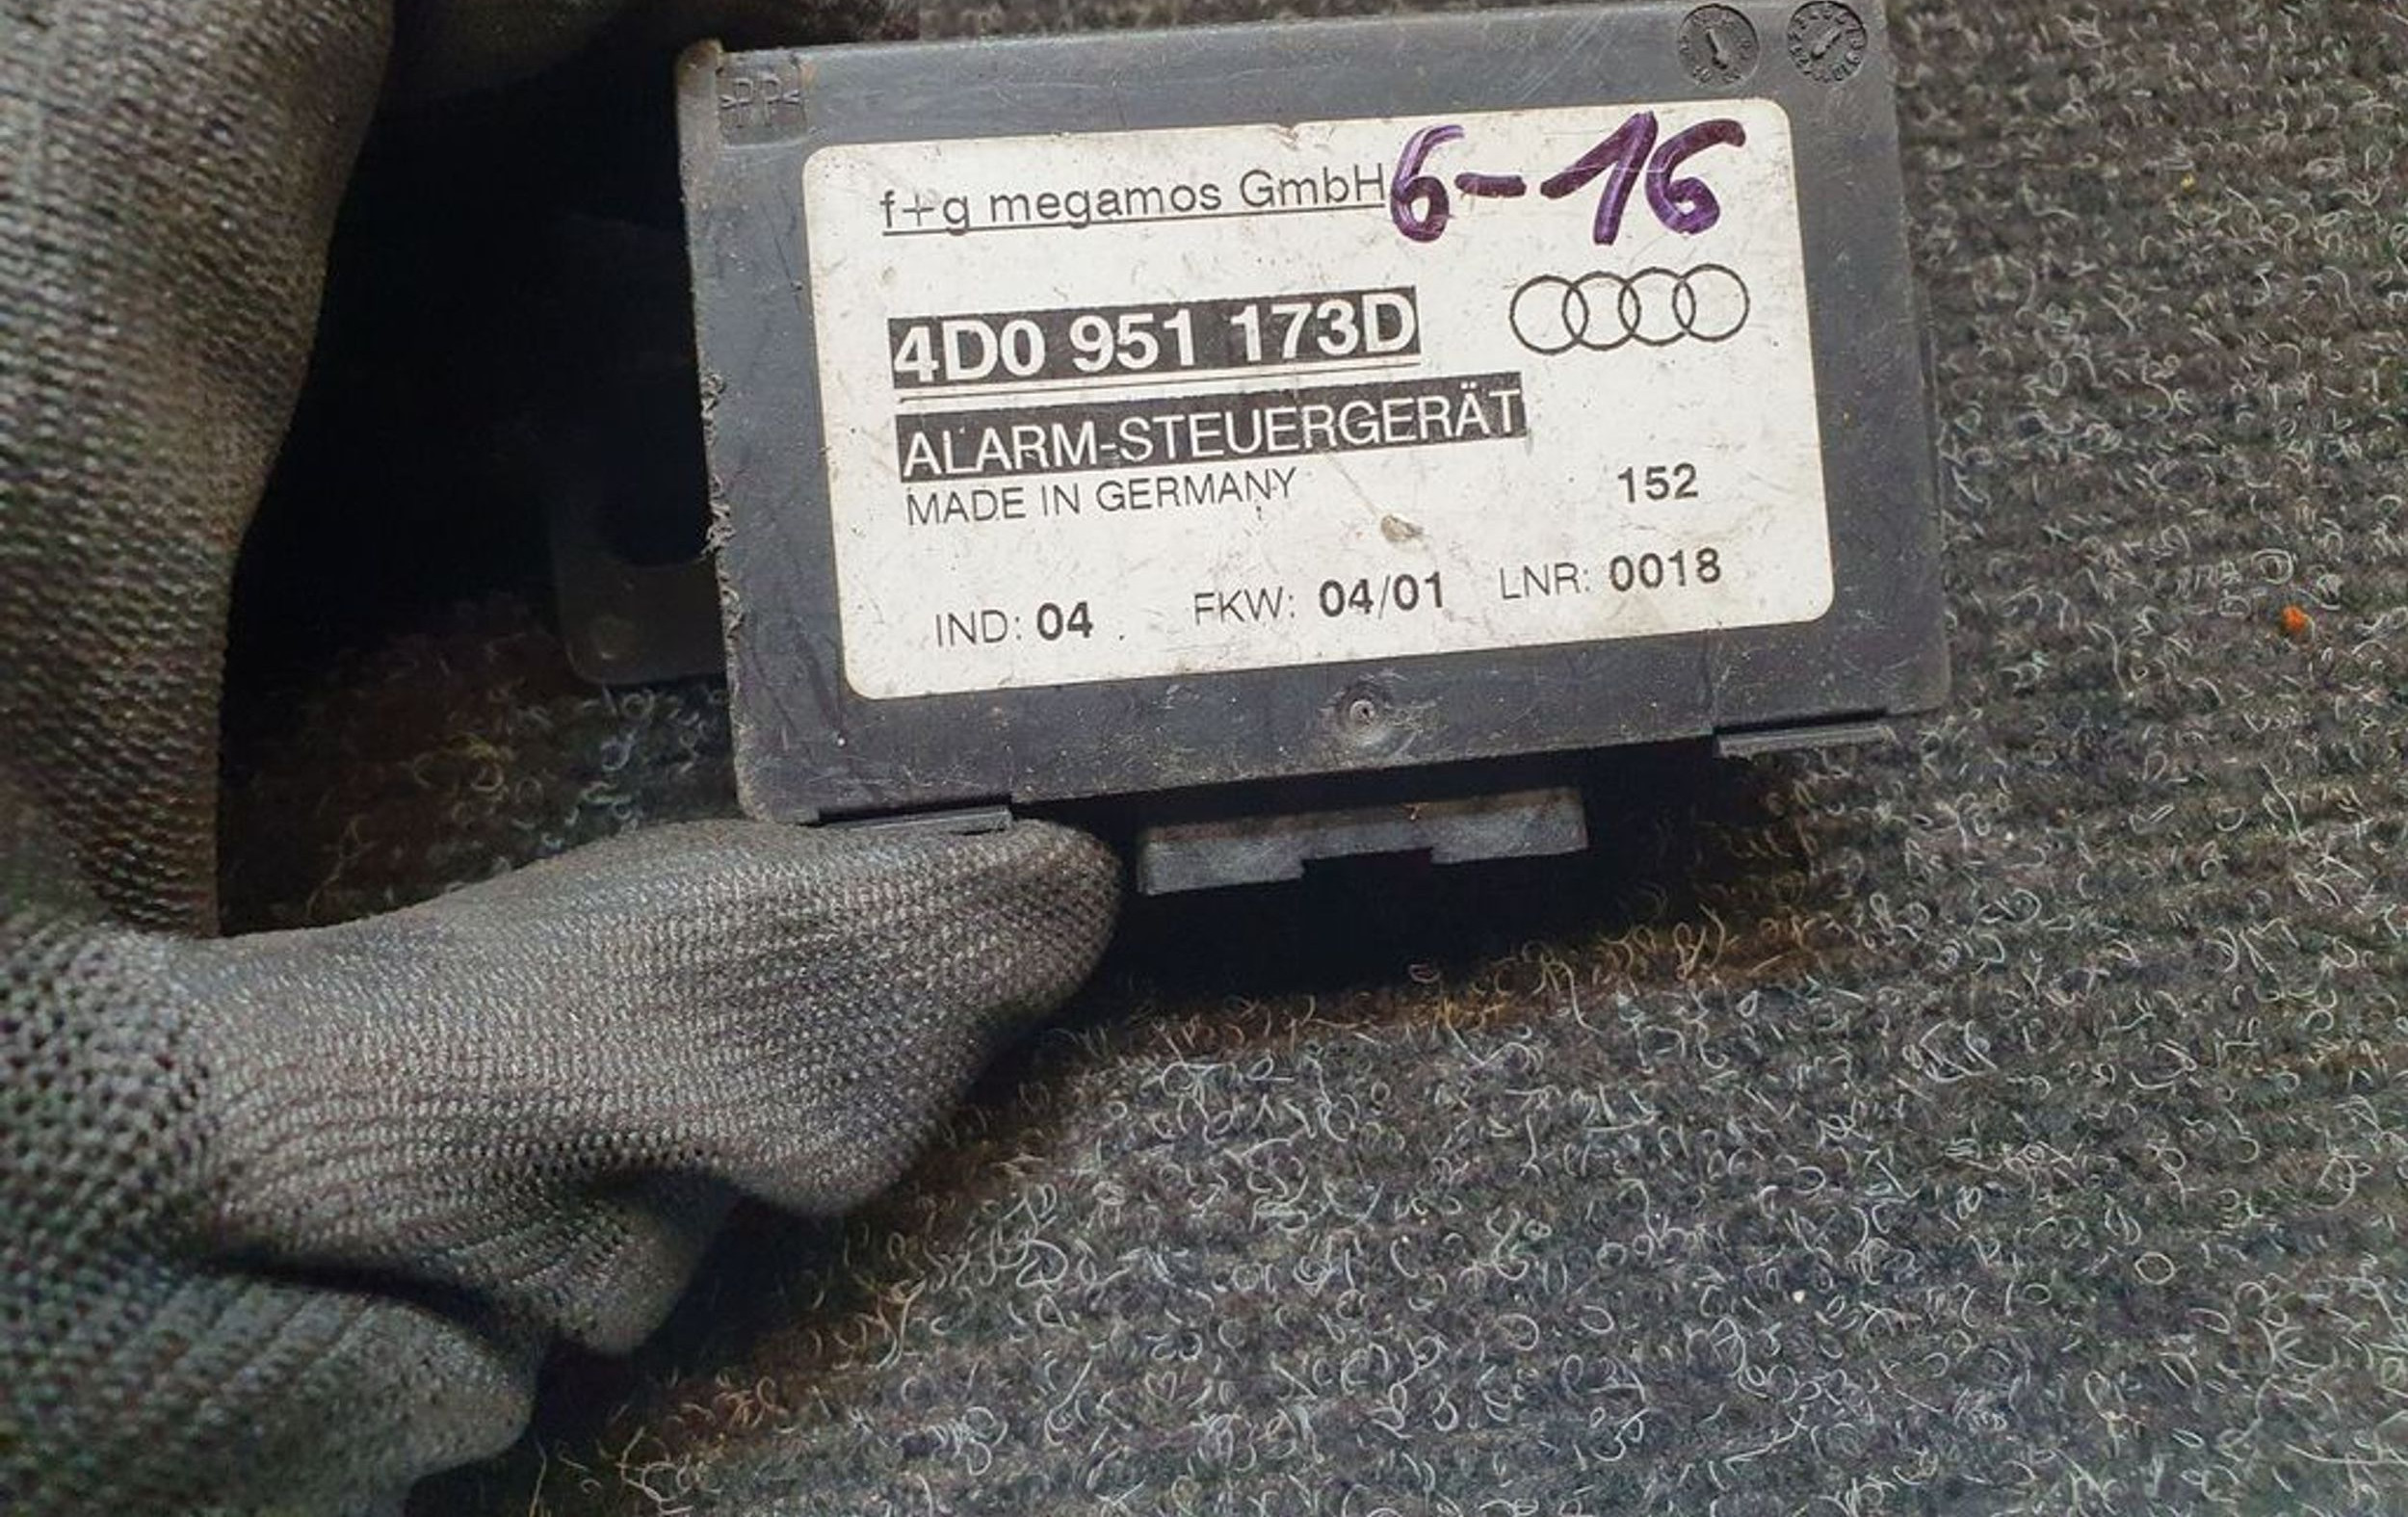 >PP<
f+g megamos GmbH 6-16
4D0 951 173D
ALARM-STEUERGERÄT
MADE IN GERMANY 152
IND: 04 FKW: 04/01 LNR: 0018